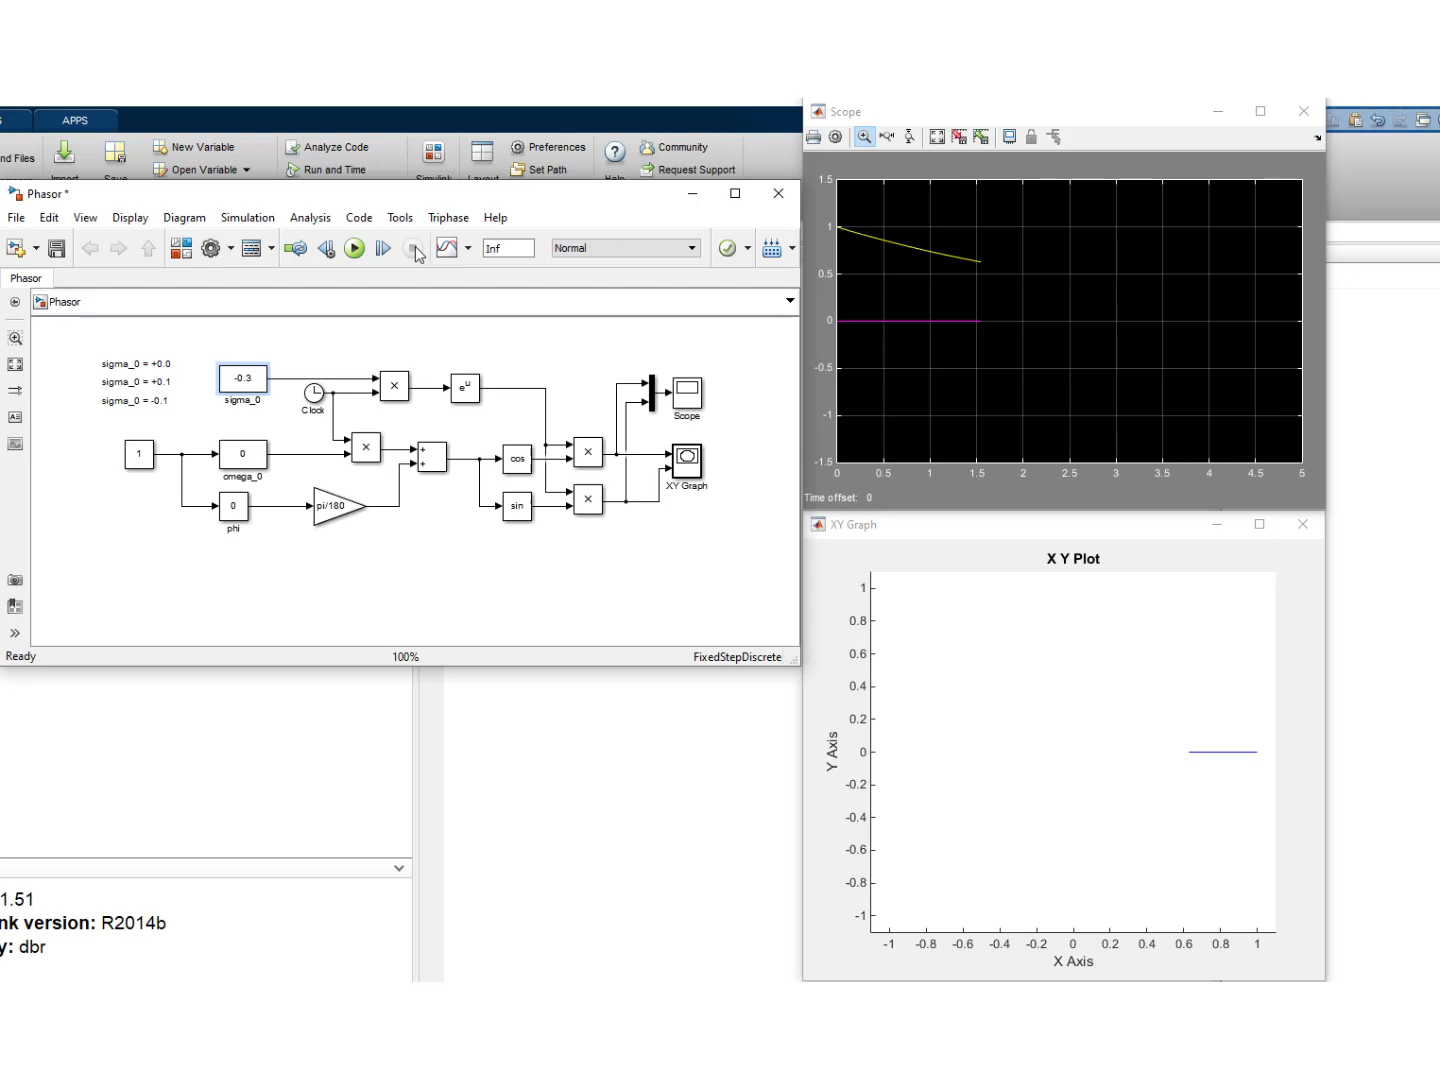 S
APPS
nd Files
Import
Save
New Variable
Open Variable
Analyze Code
Run and Time
Simulink
Layout
Preferences
Set Path
Help
Community
Request Support
Phasor *
File Edit View Display Diagram Simulation Analysis Code Tools Triphase Help
Inf
Normal
Phasor
Phasor
sigma_0 = +0.0
sigma_0 = +0.1
sigma_0 = -0.1
-0.3
sigma_0
Clock
×
e^u
Scope
1
0
omega_0
×
+
+
cos
×
XY Graph
0
phi
pi/180
sin
×
Ready
100%
FixedStepDiscrete
1.51
nk version: R2014b
y: dbr
Scope
1.5
1
0.5
0
-0.5
-1
-1.5
0 0.5 1 1.5 2 2.5 3 3.5 4 4.5 5
Time offset: 0
XY Graph
X Y Plot
1
0.8
0.6
0.4
0.2
0
-0.2
-0.4
-0.6
-0.8
-1
Y Axis
-1 -0.8 -0.6 -0.4 -0.2 0 0.2 0.4 0.6 0.8 1
X Axis